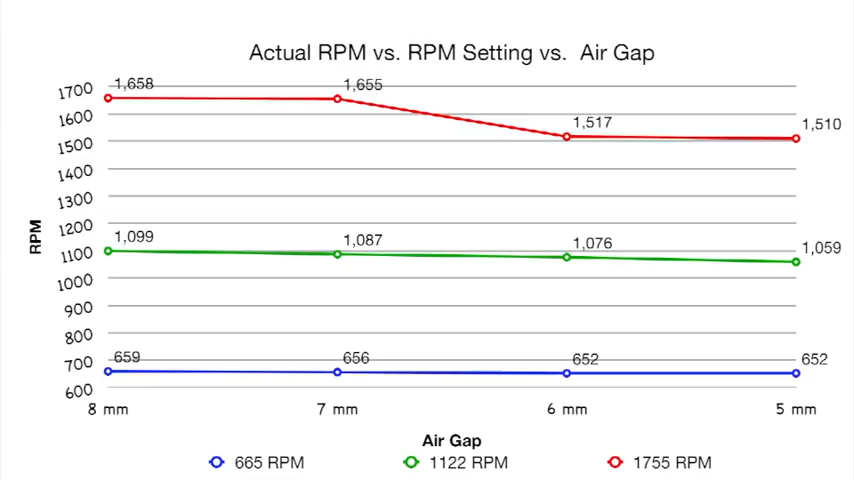 Actual RPM vs. RPM Setting vs. Air Gap
1700
1600
1500
1400
1300
1200
1100
1000
900
800
700
600
RPM
1,658
1,655
1,517
1,510
1,099
1,087
1,076
1,059
659
656
652
652
8 mm
7 mm
6 mm
5 mm
Air Gap
665 RPM
1122 RPM
1755 RPM